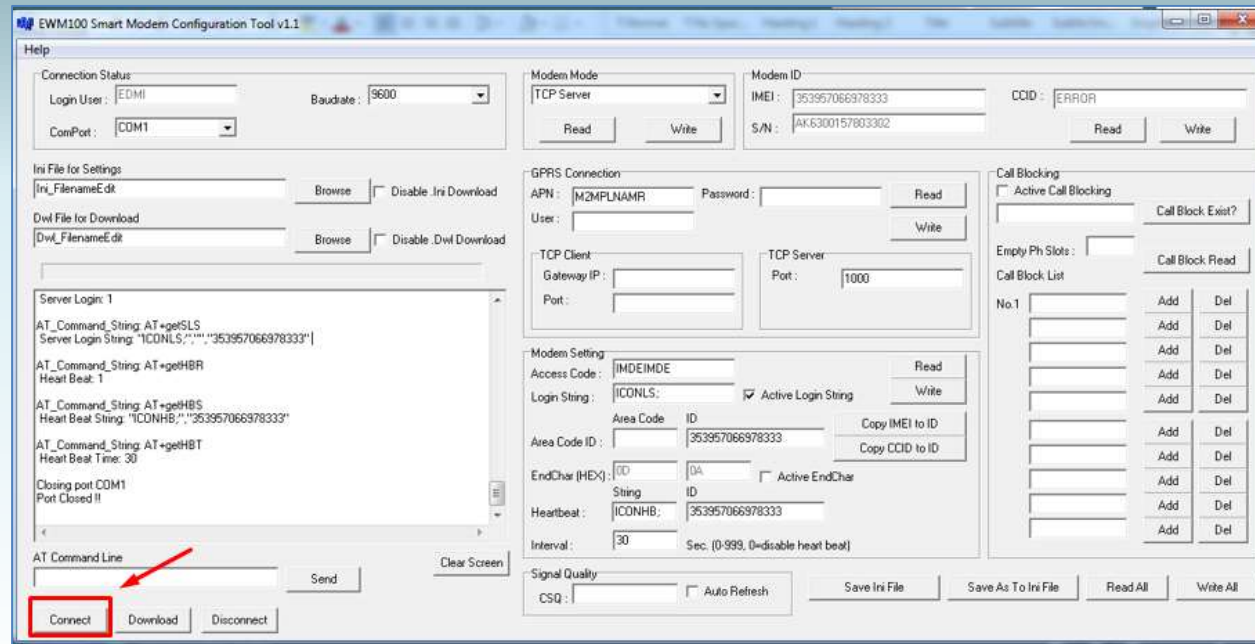 EWM100 Smart Modem Configuration Tool v1.1
Help
Connection Status
Login User : EDMI
Baudrate : 9600
ComPort : COM1
Ini File for Settings
Ini_FilenameEdit Browse Disable .Ini Download
Dwl File for Download
Dwl_FilenameEdit Browse Disable .Dwl Download
Server Login: 1
AT_Command_String: AT+getSLS
Server Login String: "ICONLS;","","353957066978333"
AT_Command_String: AT+getHBR
Heart Beat: 1
AT_Command_String: AT+getHBS
Heart Beat String: "ICONHB;","353957066978333"
AT_Command_String: AT+getHBT
Heart Beat Time: 30
Closing port COM1
Port Closed !!
AT Command Line
Clear Screen
Send
Connect Download Disconnect
Modem Mode
TCP Server
Read Write
Modem ID
IMEI : 353957066978333
CCID : ERROR
S/N : AK6300157803302
Read Write
GPRS Connection
APN : M2MPLNAMR Password : Read
User : Write
TCP Client
Gateway IP :
Port :
TCP Server
Port : 1000
Modem Setting
Access Code : IMDEIMDE Read
Login String : ICONLS; Active Login String Write
Area Code ID
Area Code ID : 353957066978333
Copy IMEI to ID
Copy CCID to ID
EndChar (HEX) : 0D 0A Active EndChar
String ID
Heartbeat : ICONHB; 353957066978333
Interval : 30 Sec. (0-999, 0=disable heart beat)
Signal Quality
CSQ : Auto Refresh
Call Blocking
Active Call Blocking
Call Block Exist?
Empty Ph Slots :
Call Block Read
Call Block List
No.1 Add Del
Add Del
Add Del
Add Del
Add Del
Add Del
Add Del
Add Del
Add Del
Add Del
Save Ini File Save As To Ini File Read All Write All